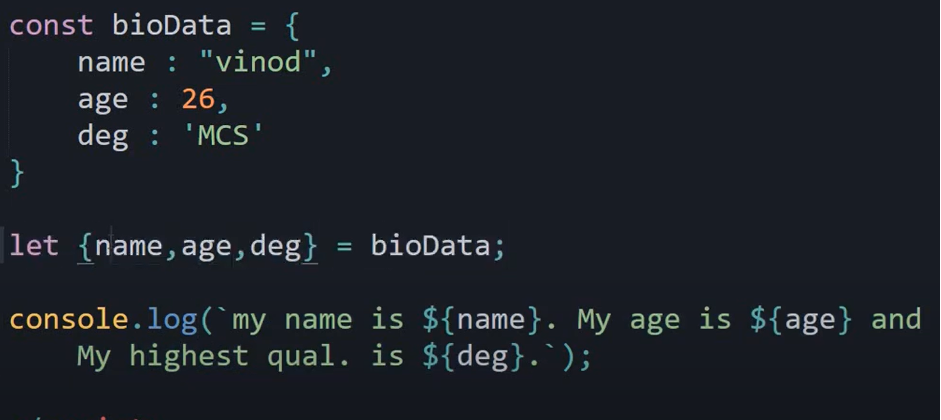 const bioData = {
name : "vinod",
age : 26,
deg : 'MCS'
}
let {name,age,deg} = bioData;
console.log(`my name is ${name}. My age is ${age} and
My highest qual. is ${deg}.`);